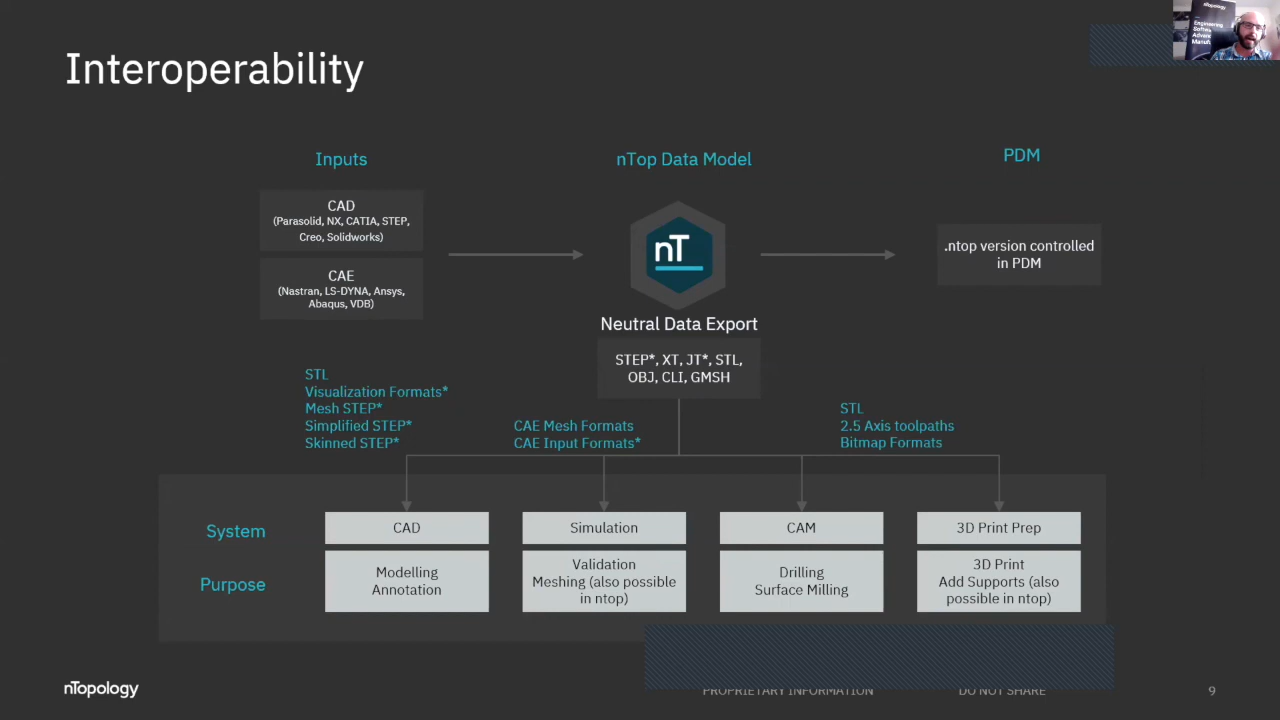 Interoperability
nTopology
Engineering
Inputs
nTop Data Model
PDM
CAD
(Parasolid, NX, CATIA, STEP,
Creo, Solidworks)
CAE
(Nastran, LS-DYNA, Ansys,
Abaqus, VDB)
nT
.ntop version controlled
in PDM
Neutral Data Export
STEP*, XT, JT*, STL,
OBJ, CLI, GMSH
STL
Visualization Formats*
Mesh STEP*
Simplified STEP*
Skinned STEP*
CAE Mesh Formats
CAE Input Formats*
STL
2.5 Axis toolpaths
Bitmap Formats
System
CAD
Simulation
CAM
3D Print Prep
Purpose
Modelling
Annotation
Validation
Meshing (also possible
in ntop)
Drilling
Surface Milling
3D Print
Add Supports (also
possible in ntop)
nTopology
PROPRIETARY INFORMATION
DO NOT SHARE
9